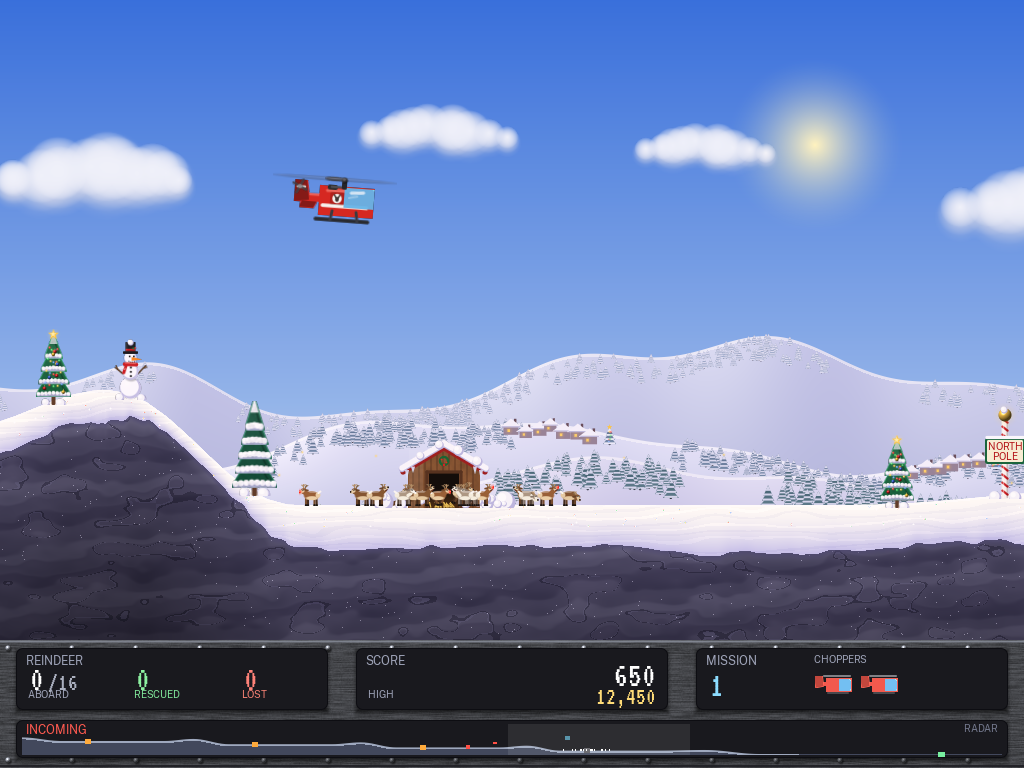 NORTH
POLE
REINDEER
0/16
ABOARD
0
RESCUED
0
LOST
SCORE
650
HIGH
12,450
MISSION
1
CHOPPERS
INCOMING
RADAR